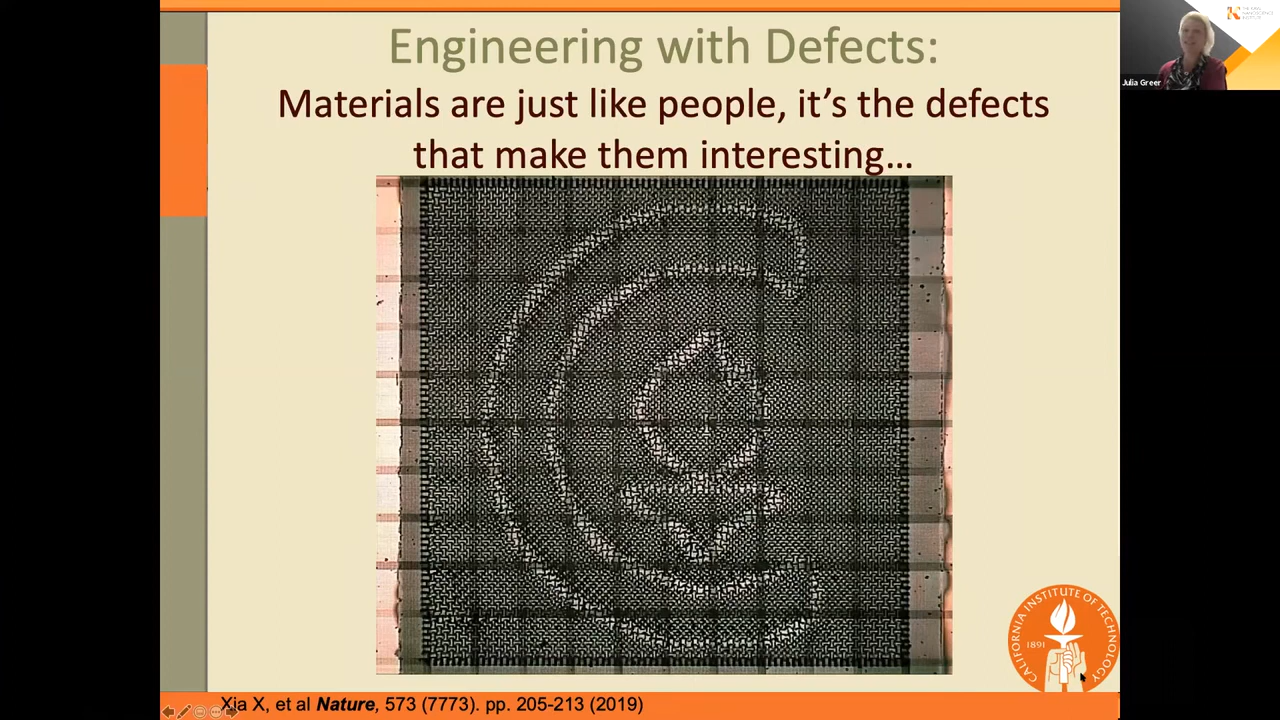 Engineering with Defects:
Materials are just like people, it's the defects
that make them interesting...
Julia Greer
CALIFORNIA INSTITUTE OF TECHNOLOGY
1891
Xia X, et al Nature, 573 (7773). pp. 205-213 (2019)